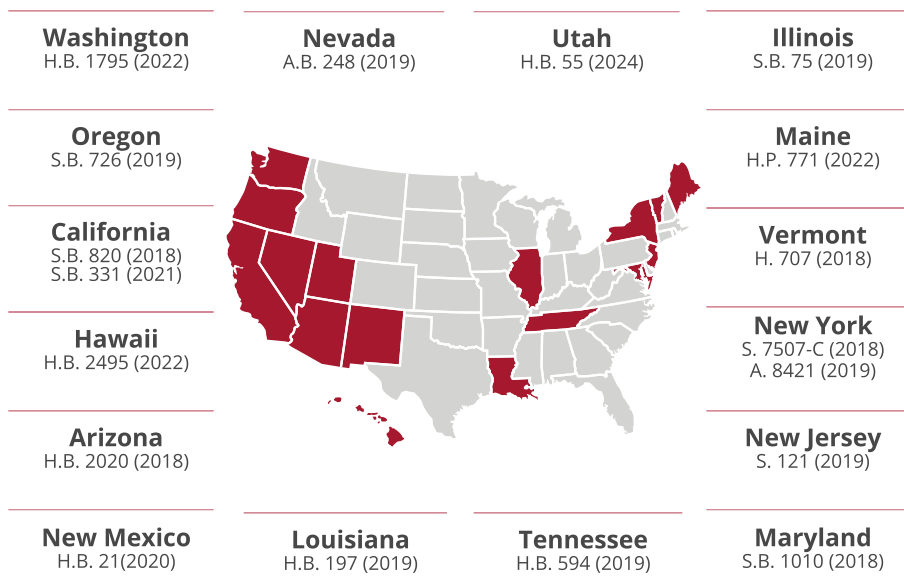 Washington
H.B. 1795 (2022)
Nevada
A.B. 248 (2019)
Utah
H.B. 55 (2024)
Illinois
S.B. 75 (2019)
Oregon
S.B. 726 (2019)
Maine
H.P. 771 (2022)
California
S.B. 820 (2018)
S.B. 331 (2021)
Vermont
H. 707 (2018)
Hawaii
H.B. 2495 (2022)
New York
S. 7507-C (2018)
A. 8421 (2019)
Arizona
H.B. 2020 (2018)
New Jersey
S. 121 (2019)
New Mexico
H.B. 21(2020)
Louisiana
H.B. 197 (2019)
Tennessee
H.B. 594 (2019)
Maryland
S.B. 1010 (2018)